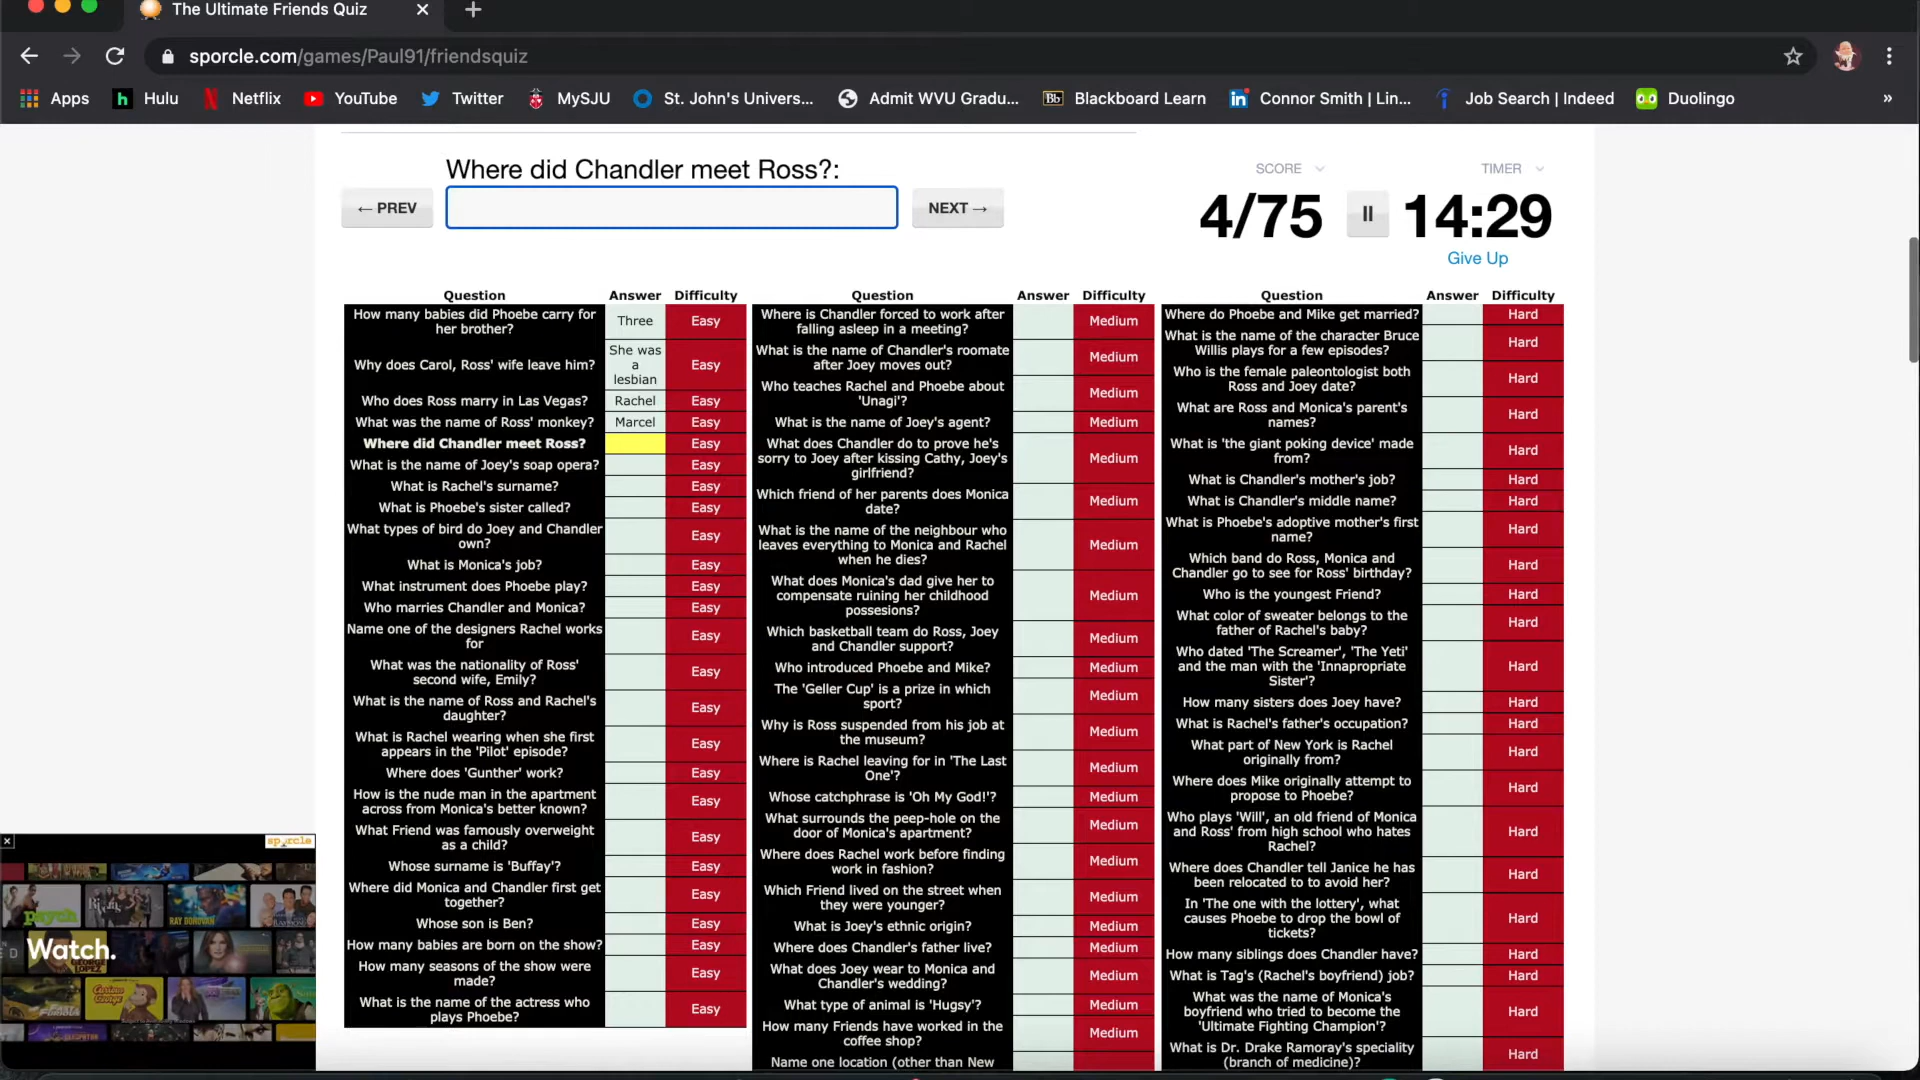 The Ultimate Friends Quiz
sporcle.com/games/Paul91/friendsquiz
Apps
Hulu
Netflix
YouTube
Twitter
MySJU
St. John's Univers...
Admit WVU Gradu...
Bb
Blackboard Learn
Connor Smith | Lin...
Job Search | Indeed
Duolingo
»
Where did Chandler meet Ross?:
← PREV
NEXT →
SCORE
TIMER
4/75
14:29
Give Up
Question Answer Difficulty
How many babies did Phoebe carry for
her brother?
Three
Easy
Why does Carol, Ross' wife leave him?
She was
a
lesbian
Easy
Who does Ross marry in Las Vegas? Rachel Easy
What was the name of Ross' monkey? Marcel Easy
Where did Chandler meet Ross? Easy
What is the name of Joey's soap opera? Easy
What is Rachel's surname? Easy
What is Phoebe's sister called? Easy
What types of bird do Joey and Chandler
own?
Easy
What is Monica's job? Easy
What instrument does Phoebe play? Easy
Who marries Chandler and Monica? Easy
Name one of the designers Rachel works
for
Easy
What was the nationality of Ross'
second wife, Emily?
Easy
What is the name of Ross and Rachel's
daughter?
Easy
What is Rachel wearing when she first
appears in the 'Pilot' episode?
Easy
Where does 'Gunther' work? Easy
How is the nude man in the apartment
across from Monica's better known?
Easy
What Friend was famously overweight
as a child?
Easy
Whose surname is 'Buffay'? Easy
Where did Monica and Chandler first get
together?
Easy
Whose son is Ben? Easy
How many babies are born on the show? Easy
How many seasons of the show were
made?
Easy
What is the name of the actress who
plays Phoebe?
Easy
Question Answer Difficulty
Where is Chandler forced to work after
falling asleep in a meeting?
Medium
What is the name of Chandler's roomate
after Joey moves out?
Medium
Who teaches Rachel and Phoebe about
'Unagi'?
Medium
What is the name of Joey's agent? Medium
What does Chandler do to prove he's
sorry to Joey after kissing Cathy, Joey's
girlfriend?
Medium
Which friend of her parents does Monica
date?
Medium
What is the name of the neighbour who
leaves everything to Monica and Rachel
when he dies?
Medium
What does Monica's dad give her to
compensate ruining her childhood
possesions?
Medium
Which basketball team do Ross, Joey
and Chandler support?
Medium
Who introduced Phoebe and Mike? Medium
The 'Geller Cup' is a prize in which
sport?
Medium
Why is Ross suspended from his job at
the museum?
Medium
Where is Rachel leaving for in 'The Last
One'?
Medium
Whose catchphrase is 'Oh My God!'? Medium
What surrounds the peep-hole on the
door of Monica's apartment?
Medium
Where does Rachel work before finding
work in fashion?
Medium
Which Friend lived on the street when
they were younger?
Medium
What is Joey's ethnic origin? Medium
Where does Chandler's father live? Medium
What does Joey wear to Monica and
Chandler's wedding?
Medium
What type of animal is 'Hugsy'? Medium
How many Friends have worked in the
coffee shop?
Medium
Name one location (other than New
Question Answer Difficulty
Where do Phoebe and Mike get married? Hard
What is the name of the character Bruce
Willis plays for a few episodes?
Hard
Who is the female paleontologist both
Ross and Joey date?
Hard
What are Ross and Monica's parent's
names?
Hard
What is 'the giant poking device' made
from?
Hard
What is Chandler's mother's job? Hard
What is Chandler's middle name? Hard
What is Phoebe's adoptive mother's first
name?
Hard
Which band do Ross, Monica and
Chandler go to see for Ross' birthday?
Hard
Who is the youngest Friend? Hard
What color of sweater belongs to the
father of Rachel's baby?
Hard
Who dated 'The Screamer', 'The Yeti'
and the man with the 'Innapropriate
Sister'?
Hard
How many sisters does Joey have? Hard
What is Rachel's father's occupation? Hard
What part of New York is Rachel
originally from?
Hard
Where does Mike originally attempt to
propose to Phoebe?
Hard
Who plays 'Will', an old friend of Monica
and Ross' from high school who hates
Rachel?
Hard
Where does Chandler tell Janice he has
been relocated to to avoid her?
Hard
In 'The one with the lottery', what
causes Phoebe to drop the bowl of
tickets?
Hard
How many siblings does Chandler have? Hard
What is Tag's (Rachel's boyfriend) job? Hard
What was the name of Monica's
boyfriend who tried to become the
'Ultimate Fighting Champion'?
Hard
What is Dr. Drake Ramoray's speciality
(branch of medicine)?
Hard
sporcle
psych
RAY DONOVAN
Watch.
GEORGE
LOPEZ
Curious
George